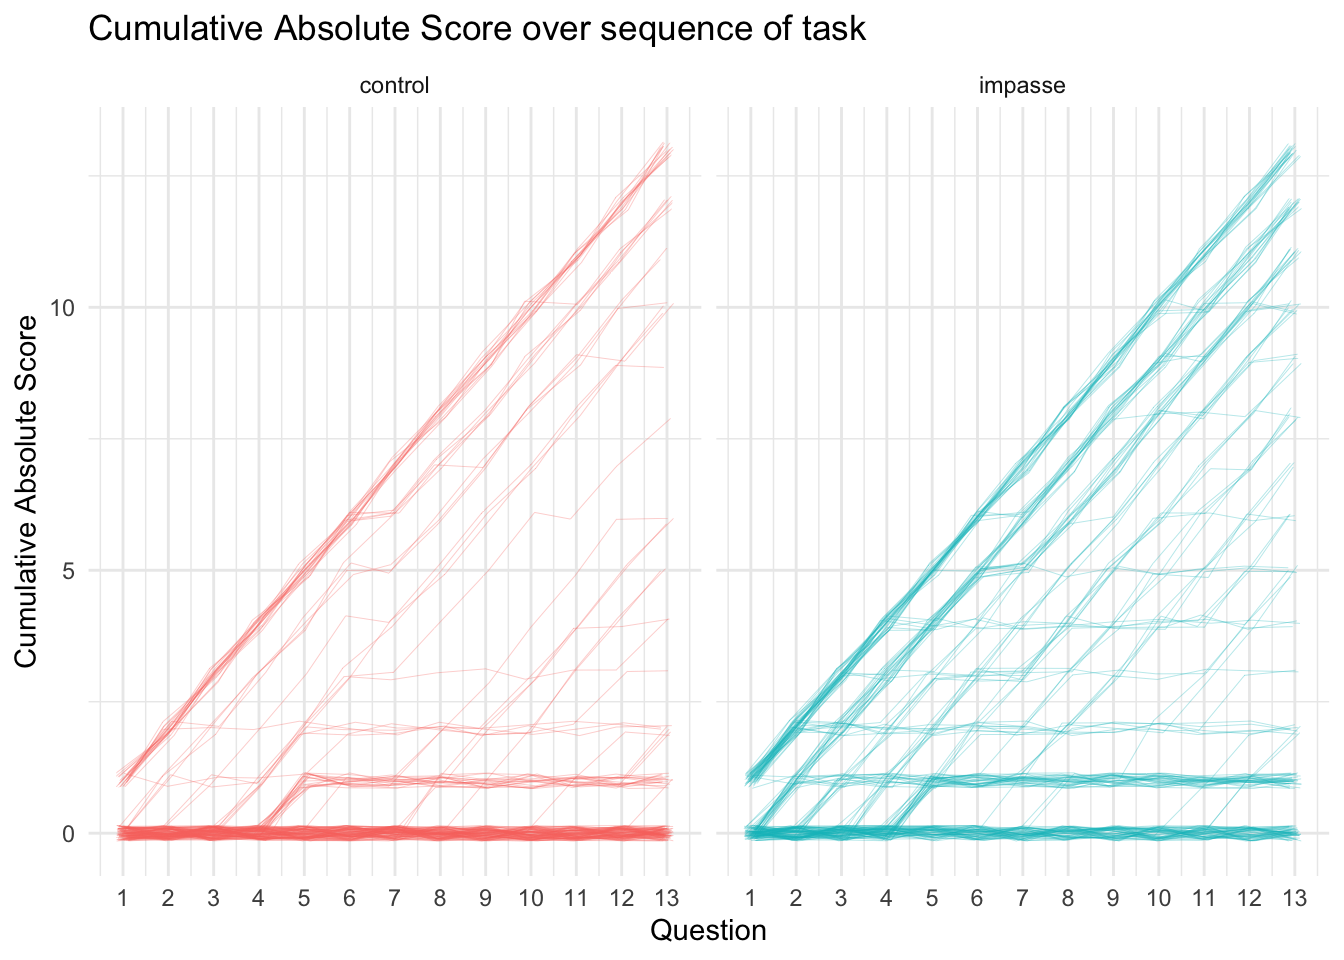 Cumulative Absolute Score over sequence of task
control impasse
Cumulative Absolute Score
10
5
0
1 2 3 4 5 6 7 8 9 10 11 12 13 1 2 3 4 5 6 7 8 9 10 11 12 13
Question